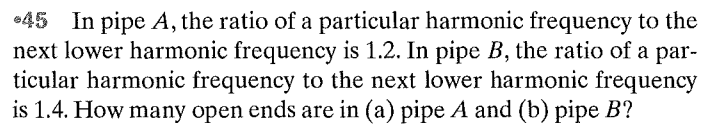 •45 In pipe A, the ratio of a particular harmonic frequency to the
next lower harmonic frequency is 1.2. In pipe B, the ratio of a par-
ticular harmonic frequency to the next lower harmonic frequency
is 1.4. How many open ends are in (a) pipe A and (b) pipe B?